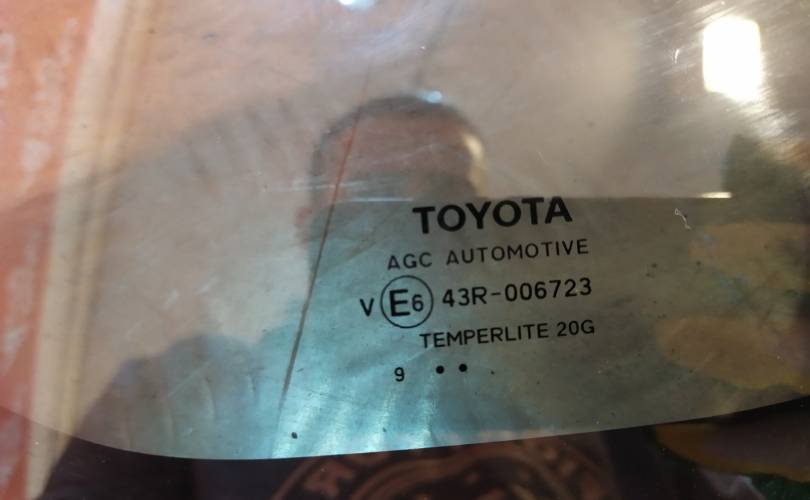 TOYOTA
AGC AUTOMOTIVE
V E6 43R-006723
TEMPERLITE 20G
9 ••